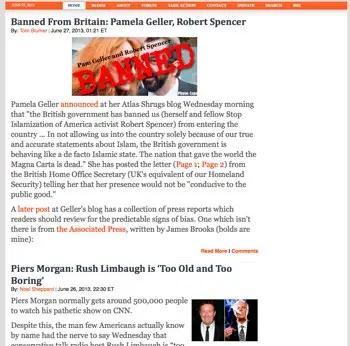 HOME BLOGS ABOUT FORUM TAKE ACTION CONTACT DONATE SEARCH
Banned From Britain: Pamela Geller, Robert Spencer
By: Tom Blumer | June 27, 2013, 01:21 ET
Pam Geller and Robert Spencer
BANNED
Pamela Geller announced at her Atlas Shrugs blog Wednesday morning
that "the British government has banned us (herself and fellow Stop
Islamization of America activist Robert Spencer) from entering the
country ... In not allowing us into the country solely because of our true
and accurate statements about Islam, the British government is
behaving like a de facto Islamic state. The nation that gave the world the
Magna Carta is dead." She has posted the letter (Page 1; Page 2) from
the British Home Office Secretary (UK's equivalent of our Homeland
Security) telling her that her presence would not be "conducive to the
public good."
A later post at Geller's blog has a collection of press reports which
readers should review for the predictable signs of bias. One which isn't
there is from the Associated Press, written by James Brooks (bolds are
mine):
Read More | Comments
Piers Morgan: Rush Limbaugh is 'Too Old and Too
Boring'
By: Noel Sheppard | June 26, 2013, 22:30 ET
Piers Morgan normally gets around 500,000 people
to watch his pathetic show on CNN.
Despite this, the man few Americans actually know
by name had the nerve to say Wednesday that
conservative talk radio host Rush Limbaugh is "too